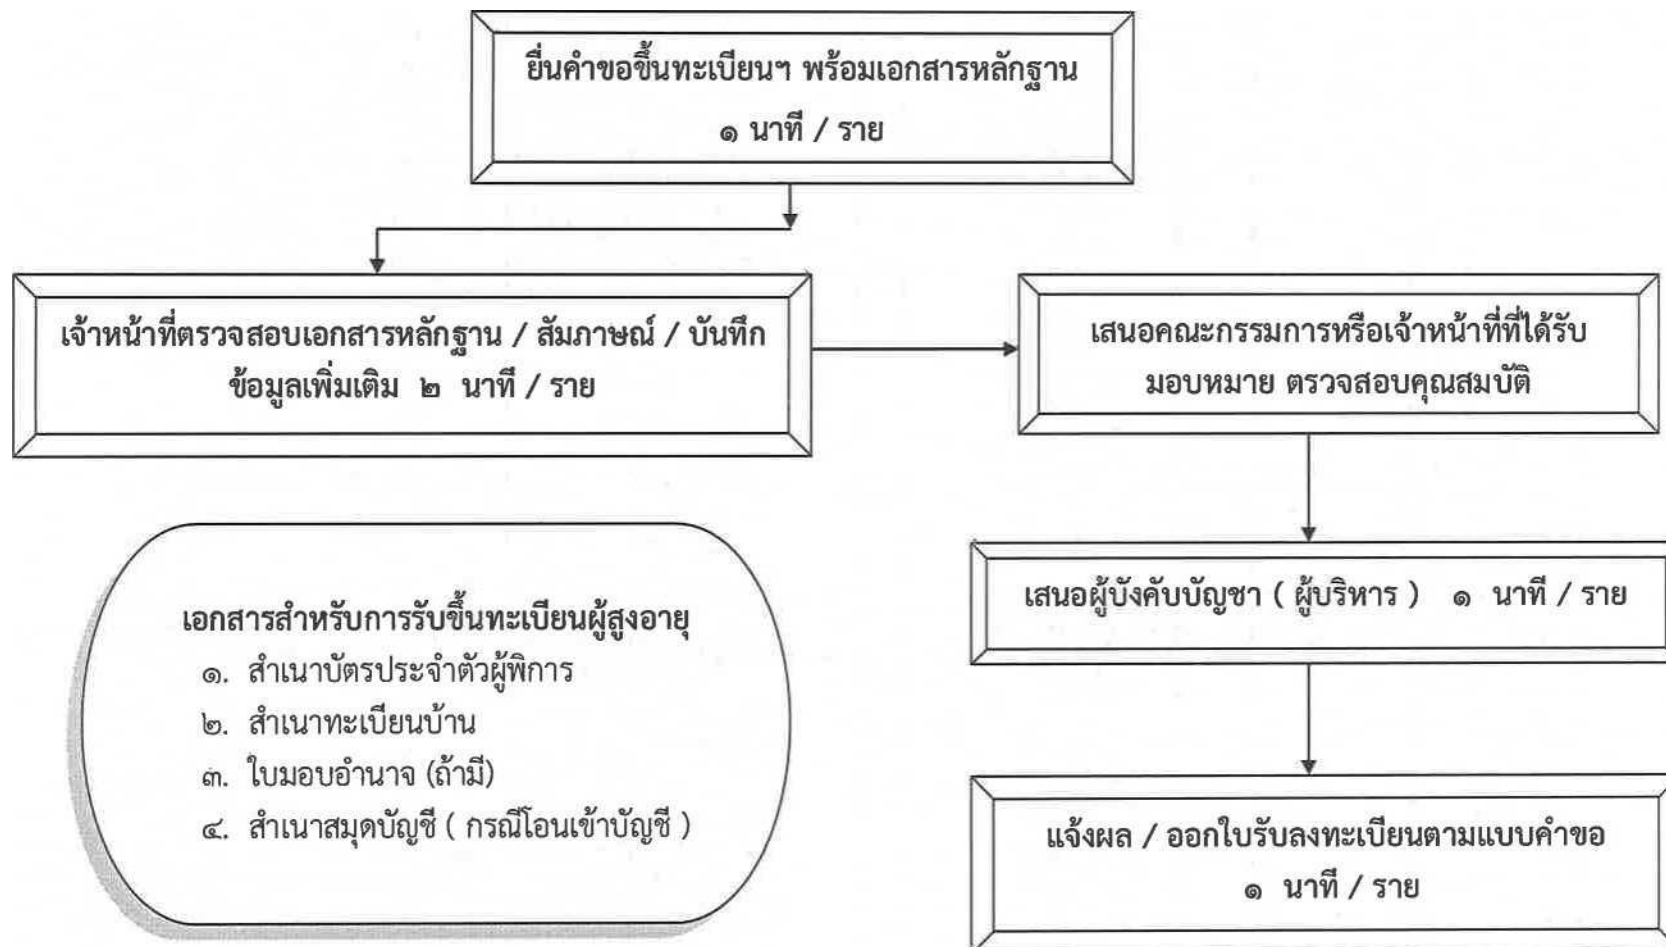 ยื่นคำขอขึ้นทะเบียนฯ พร้อมเอกสารหลักฐาน
๑ นาที / ราย
เจ้าหน้าที่ตรวจสอบเอกสารหลักฐาน / สัมภาษณ์ / บันทึก
ข้อมูลเพิ่มเติม ๒ นาที / ราย
เสนอคณะกรรมการหรือเจ้าหน้าที่ที่ได้รับ
มอบหมาย ตรวจสอบคุณสมบัติ
เสนอผู้บังคับบัญชา ( ผู้บริหาร ) ๑ นาที / ราย
เอกสารสำหรับการรับขึ้นทะเบียนผู้สูงอายุ
๑. สำเนาบัตรประจำตัวผู้พิการ
๒. สำเนาทะเบียนบ้าน
๓. ใบมอบอำนาจ (ถ้ามี)
๔. สำเนาสมุดบัญชี ( กรณีโอนเข้าบัญชี )
แจ้งผล / ออกใบรับลงทะเบียนตามแบบคำขอ
๑ นาที / ราย